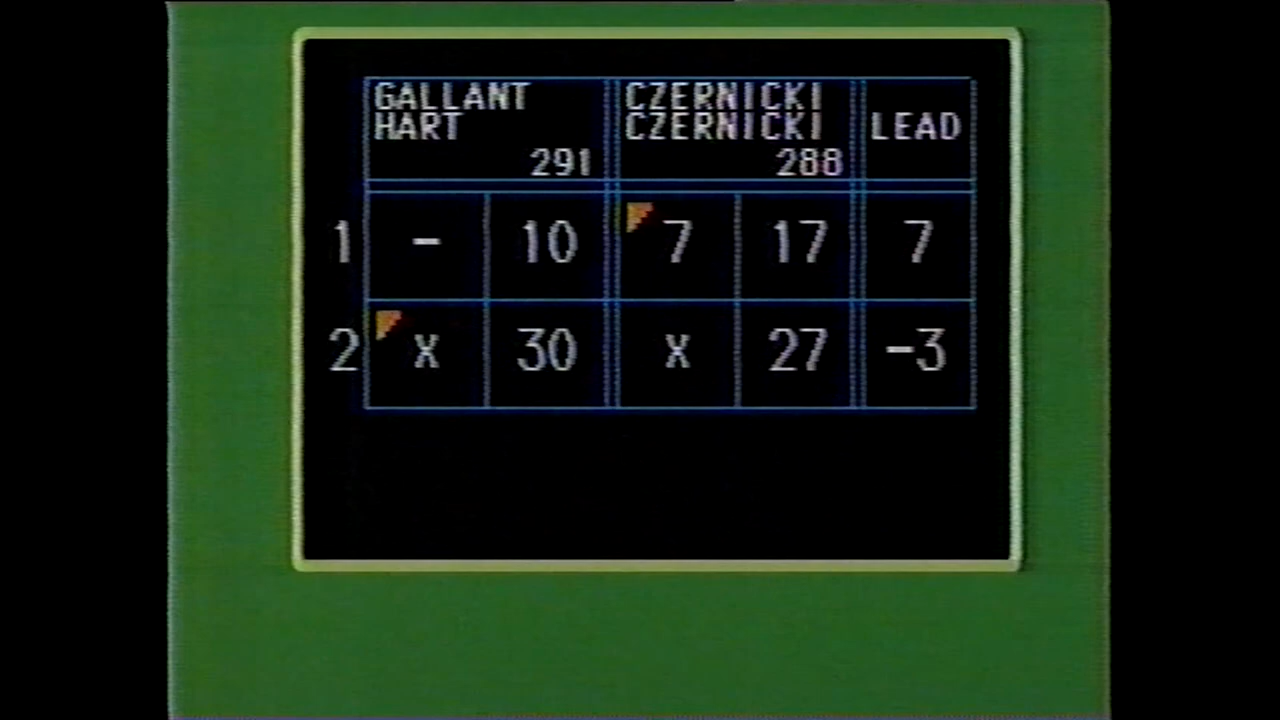 GALLANT CZERNICKI
HART CZERNICKI LEAD
291 288
1 - 10 7 17 7
2 x 30 x 27 -3